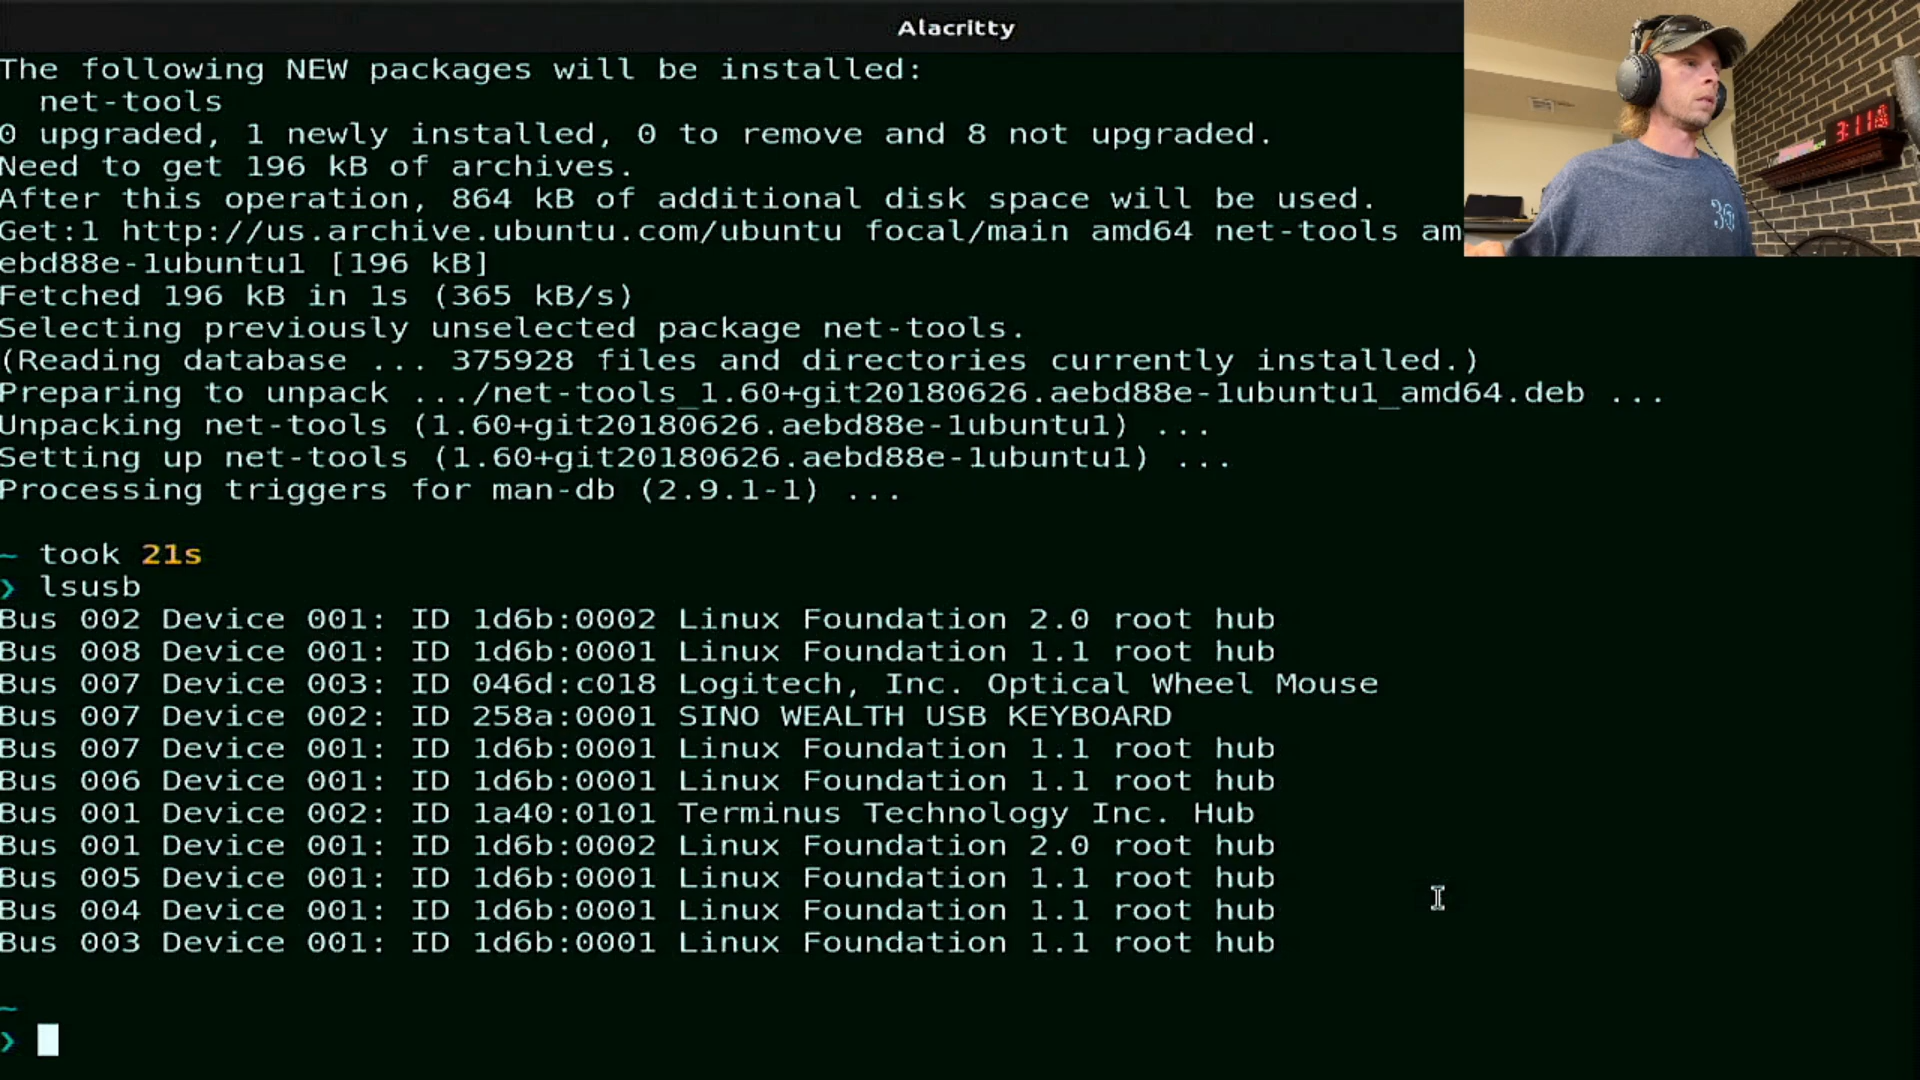 Alacritty
The following NEW packages will be installed:
net-tools
0 upgraded, 1 newly installed, 0 to remove and 8 not upgraded.
Need to get 196 kB of archives.
After this operation, 864 kB of additional disk space will be used.
Get:1 http://us.archive.ubuntu.com/ubuntu focal/main amd64 net-tools am
ebd88e-1ubuntu1 [196 kB]
Fetched 196 kB in 1s (365 kB/s)
Selecting previously unselected package net-tools.
(Reading database ... 375928 files and directories currently installed.)
Preparing to unpack .../net-tools_1.60+git20180626.aebd88e-1ubuntu1_amd64.deb ...
Unpacking net-tools (1.60+git20180626.aebd88e-1ubuntu1) ...
Setting up net-tools (1.60+git20180626.aebd88e-1ubuntu1) ...
Processing triggers for man-db (2.9.1-1) ...
~ took 21s
❯ lsusb
Bus 002 Device 001: ID 1d6b:0002 Linux Foundation 2.0 root hub
Bus 008 Device 001: ID 1d6b:0001 Linux Foundation 1.1 root hub
Bus 007 Device 003: ID 046d:c018 Logitech, Inc. Optical Wheel Mouse
Bus 007 Device 002: ID 258a:0001 SINO WEALTH USB KEYBOARD
Bus 007 Device 001: ID 1d6b:0001 Linux Foundation 1.1 root hub
Bus 006 Device 001: ID 1d6b:0001 Linux Foundation 1.1 root hub
Bus 001 Device 002: ID 1a40:0101 Terminus Technology Inc. Hub
Bus 001 Device 001: ID 1d6b:0002 Linux Foundation 2.0 root hub
Bus 005 Device 001: ID 1d6b:0001 Linux Foundation 1.1 root hub
Bus 004 Device 001: ID 1d6b:0001 Linux Foundation 1.1 root hub
Bus 003 Device 001: ID 1d6b:0001 Linux Foundation 1.1 root hub
~
❯